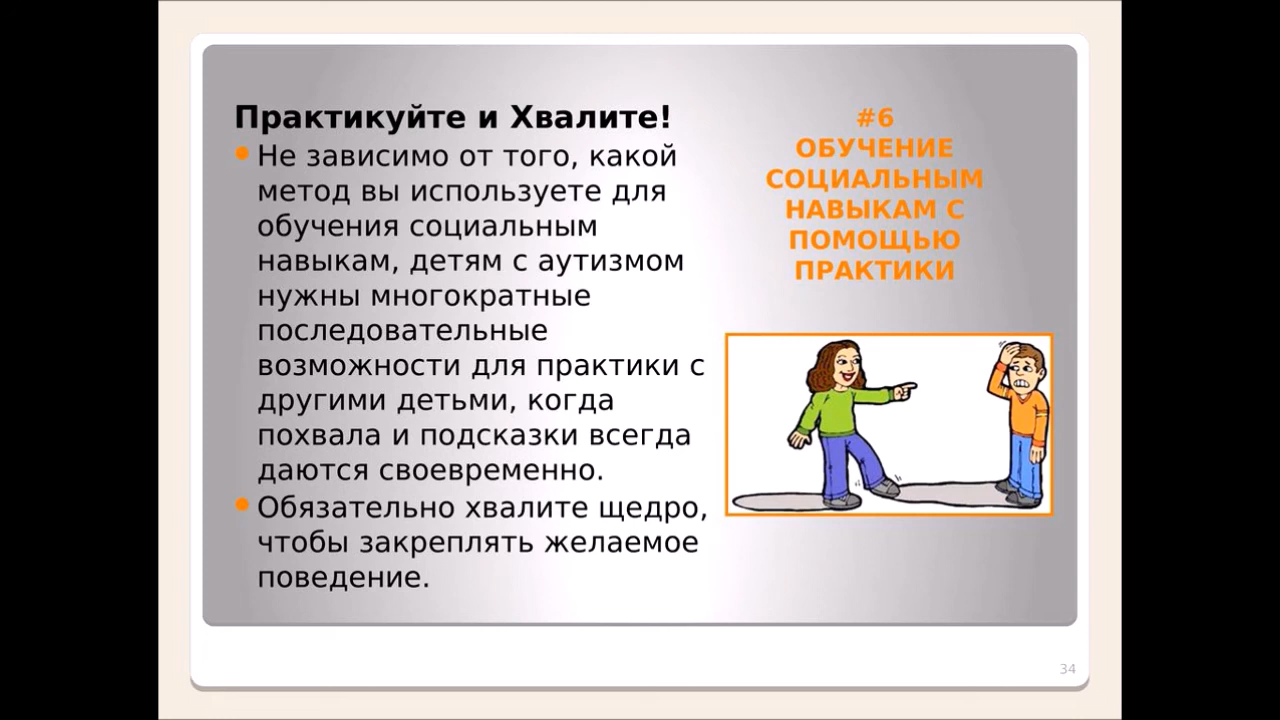 Практикуйте и Хвалите!
Не зависимо от того, какой
метод вы используете для
обучения социальным
навыкам, детям с аутизмом
нужны многократные
последовательные
возможности для практики с
другими детьми, когда
похвала и подсказки всегда
даются своевременно.
Обязательно хвалите щедро,
чтобы закреплять желаемое
поведение.
#6
ОБУЧЕНИЕ
СОЦИАЛЬНЫМ
НАВЫКАМ С
ПОМОЩЬЮ
ПРАКТИКИ
34